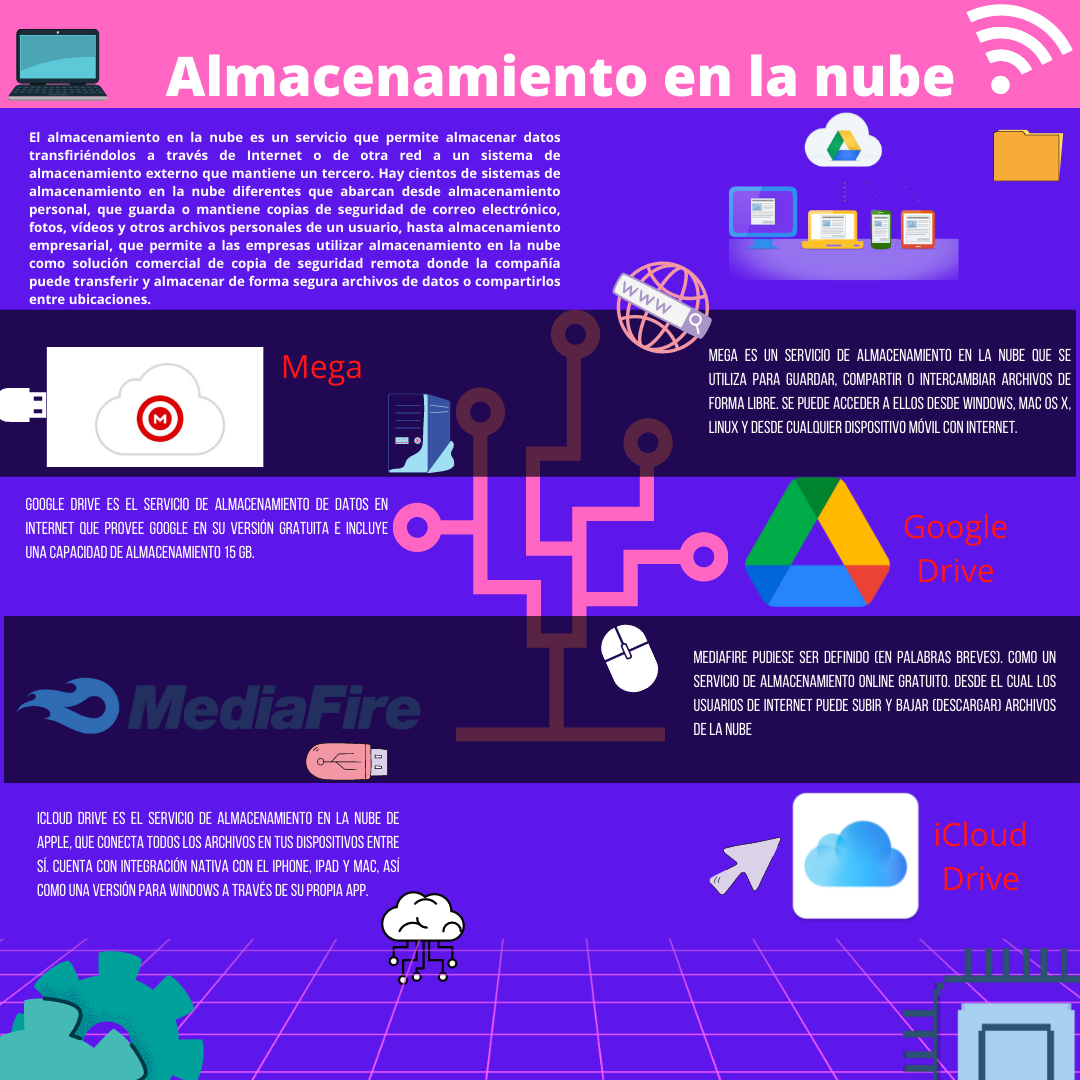 Almacenamiento en la nube
El almacenamiento en la nube es un servicio que permite almacenar datos
transfiriéndolos a través de Internet o de otra red a un sistema de
almacenamiento externo que mantiene un tercero. Hay cientos de sistemas de
almacenamiento en la nube diferentes que abarcan desde almacenamiento
personal, que guarda o mantiene copias de seguridad de correo electrónico,
fotos, vídeos y otros archivos personales de un usuario, hasta almacenamiento
empresarial, que permite a las empresas utilizar almacenamiento en la nube
como solución comercial de copia de seguridad remota donde la compañía
puede transferir y almacenar de forma segura archivos de datos o compartirlos
entre ubicaciones.
WWW
M
Mega
MEGA ES UN SERVICIO DE ALMACENAMIENTO EN LA NUBE QUE SE
UTILIZA PARA GUARDAR, COMPARTIR O INTERCAMBIAR ARCHIVOS DE
FORMA LIBRE. SE PUEDE ACCEDER A ELLOS DESDE WINDOWS, MAC OS X,
LINUX Y DESDE CUALQUIER DISPOSITIVO MÓVIL CON INTERNET.
GOOGLE DRIVE ES EL SERVICIO DE ALMACENAMIENTO DE DATOS EN
INTERNET QUE PROVEE GOOGLE EN SU VERSIÓN GRATUITA E INCLUYE
UNA CAPACIDAD DE ALMACENAMIENTO 15 GB.
Google
Drive
MediaFire
MEDIAFIRE PUDIESE SER DEFINIDO (EN PALABRAS BREVES). COMO UN
SERVICIO DE ALMACENAMIENTO ONLINE GRATUITO. DESDE EL CUAL LOS
USUARIOS DE INTERNET PUEDE SUBIR Y BAJAR (DESCARGAR) ARCHIVOS
DE LA NUBE
ICLOUD DRIVE ES EL SERVICIO DE ALMACENAMIENTO EN LA NUBE DE
APPLE, QUE CONECTA TODOS LOS ARCHIVOS EN TUS DISPOSITIVOS ENTRE
SÍ. CUENTA CON INTEGRACIÓN NATIVA CON EL IPHONE, IPAD Y MAC, ASÍ
COMO UNA VERSIÓN PARA WINDOWS A TRAVÉS DE SU PROPIA APP.
iCloud
Drive